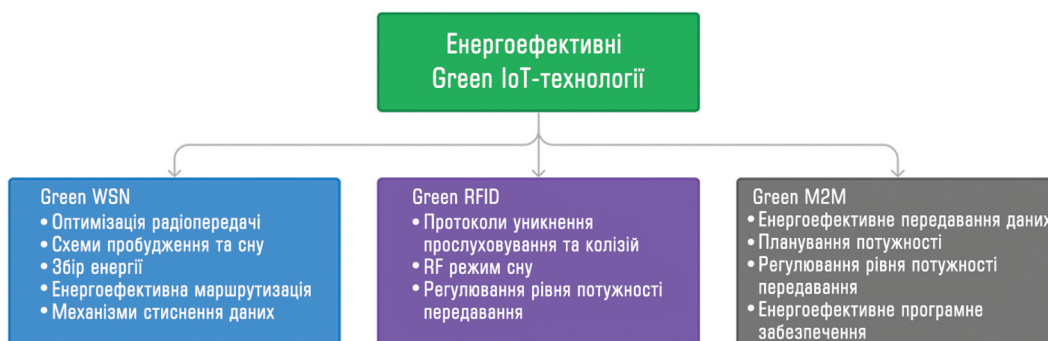 Енергоефективні
Green IoT-технології
Green WSN
• Оптимізація радіопередачі
• Схеми пробудження та сну
• Збір енергії
• Енергоефективна маршрутизація
• Механізми стиснення даних
Green RFID
• Протоколи уникнення
прослуховування та колізій
• RF режим сну
• Регулювання рівня потужності
передавання
Green M2M
• Енергоефективне передавання даних
• Планування потужності
• Регулювання рівня потужності
передавання
• Енергоефективне програмне
забезпечення